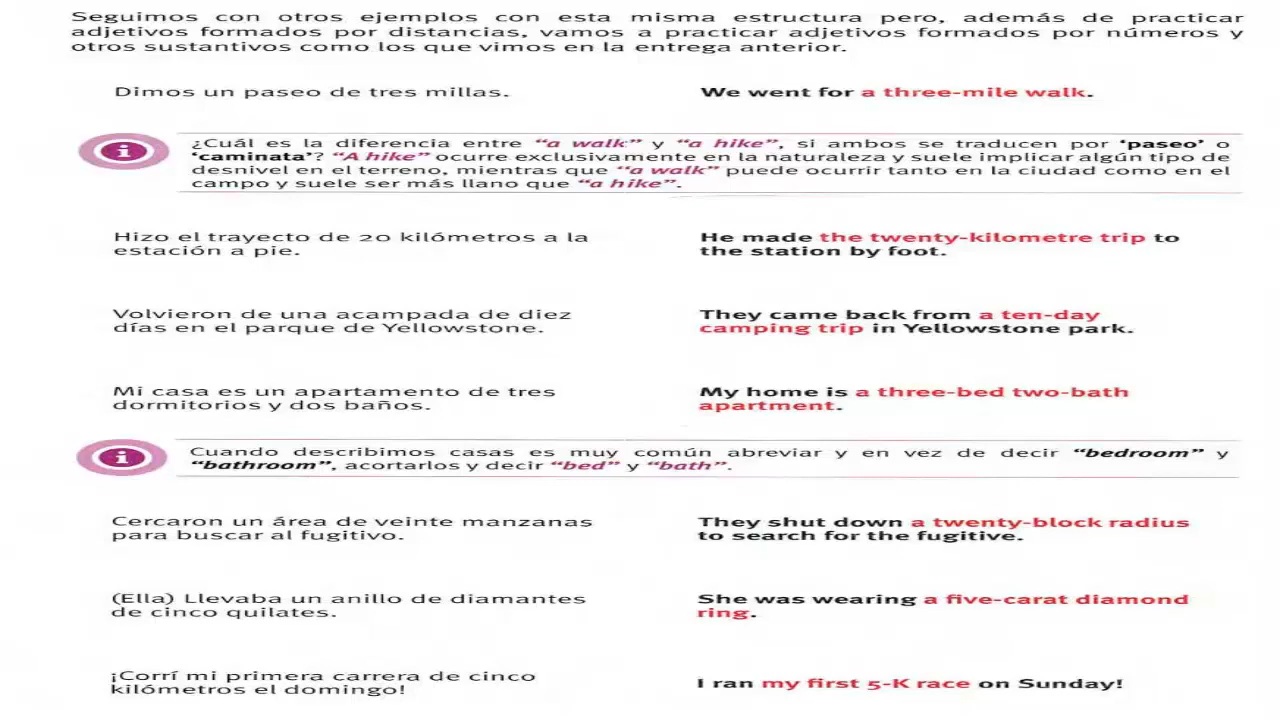 Seguimos con otros ejemplos con esta misma estructura pero, además de practicar
adjetivos formados por distancias, vamos a practicar adjetivos formados por números y
otros sustantivos como los que vimos en la entrega anterior.
Dimos un paseo de tres millas.
We went for a three-mile walk.
¿Cuál es la diferencia entre “a walk” y “a hike”, si ambos se traducen por ‘paseo’ o
‘caminata’? “A hike” ocurre exclusivamente en la naturaleza y suele implicar algún tipo de
desnivel en el terreno, mientras que “a walk” puede ocurrir tanto en la ciudad como en el
campo y suele ser más llano que “a hike”.
Hizo el trayecto de 20 kilómetros a la
estación a pie.
He made the twenty-kilometre trip to
the station by foot.
Volvieron de una acampada de diez
días en el parque de Yellowstone.
They came back from a ten-day
camping trip in Yellowstone park.
Mi casa es un apartamento de tres
dormitorios y dos baños.
My home is a three-bed two-bath
apartment.
Cuando describimos casas es muy común abreviar y en vez de decir “bedroom” y
“bathroom”, acortarlos y decir “bed” y “bath”.
Cercaron un área de veinte manzanas
para buscar al fugitivo.
They shut down a twenty-block radius
to search for the fugitive.
(Ella) Llevaba un anillo de diamantes
de cinco quilates.
She was wearing a five-carat diamond
ring.
¡Corrí mi primera carrera de cinco
kilómetros el domingo!
I ran my first 5-K race on Sunday!